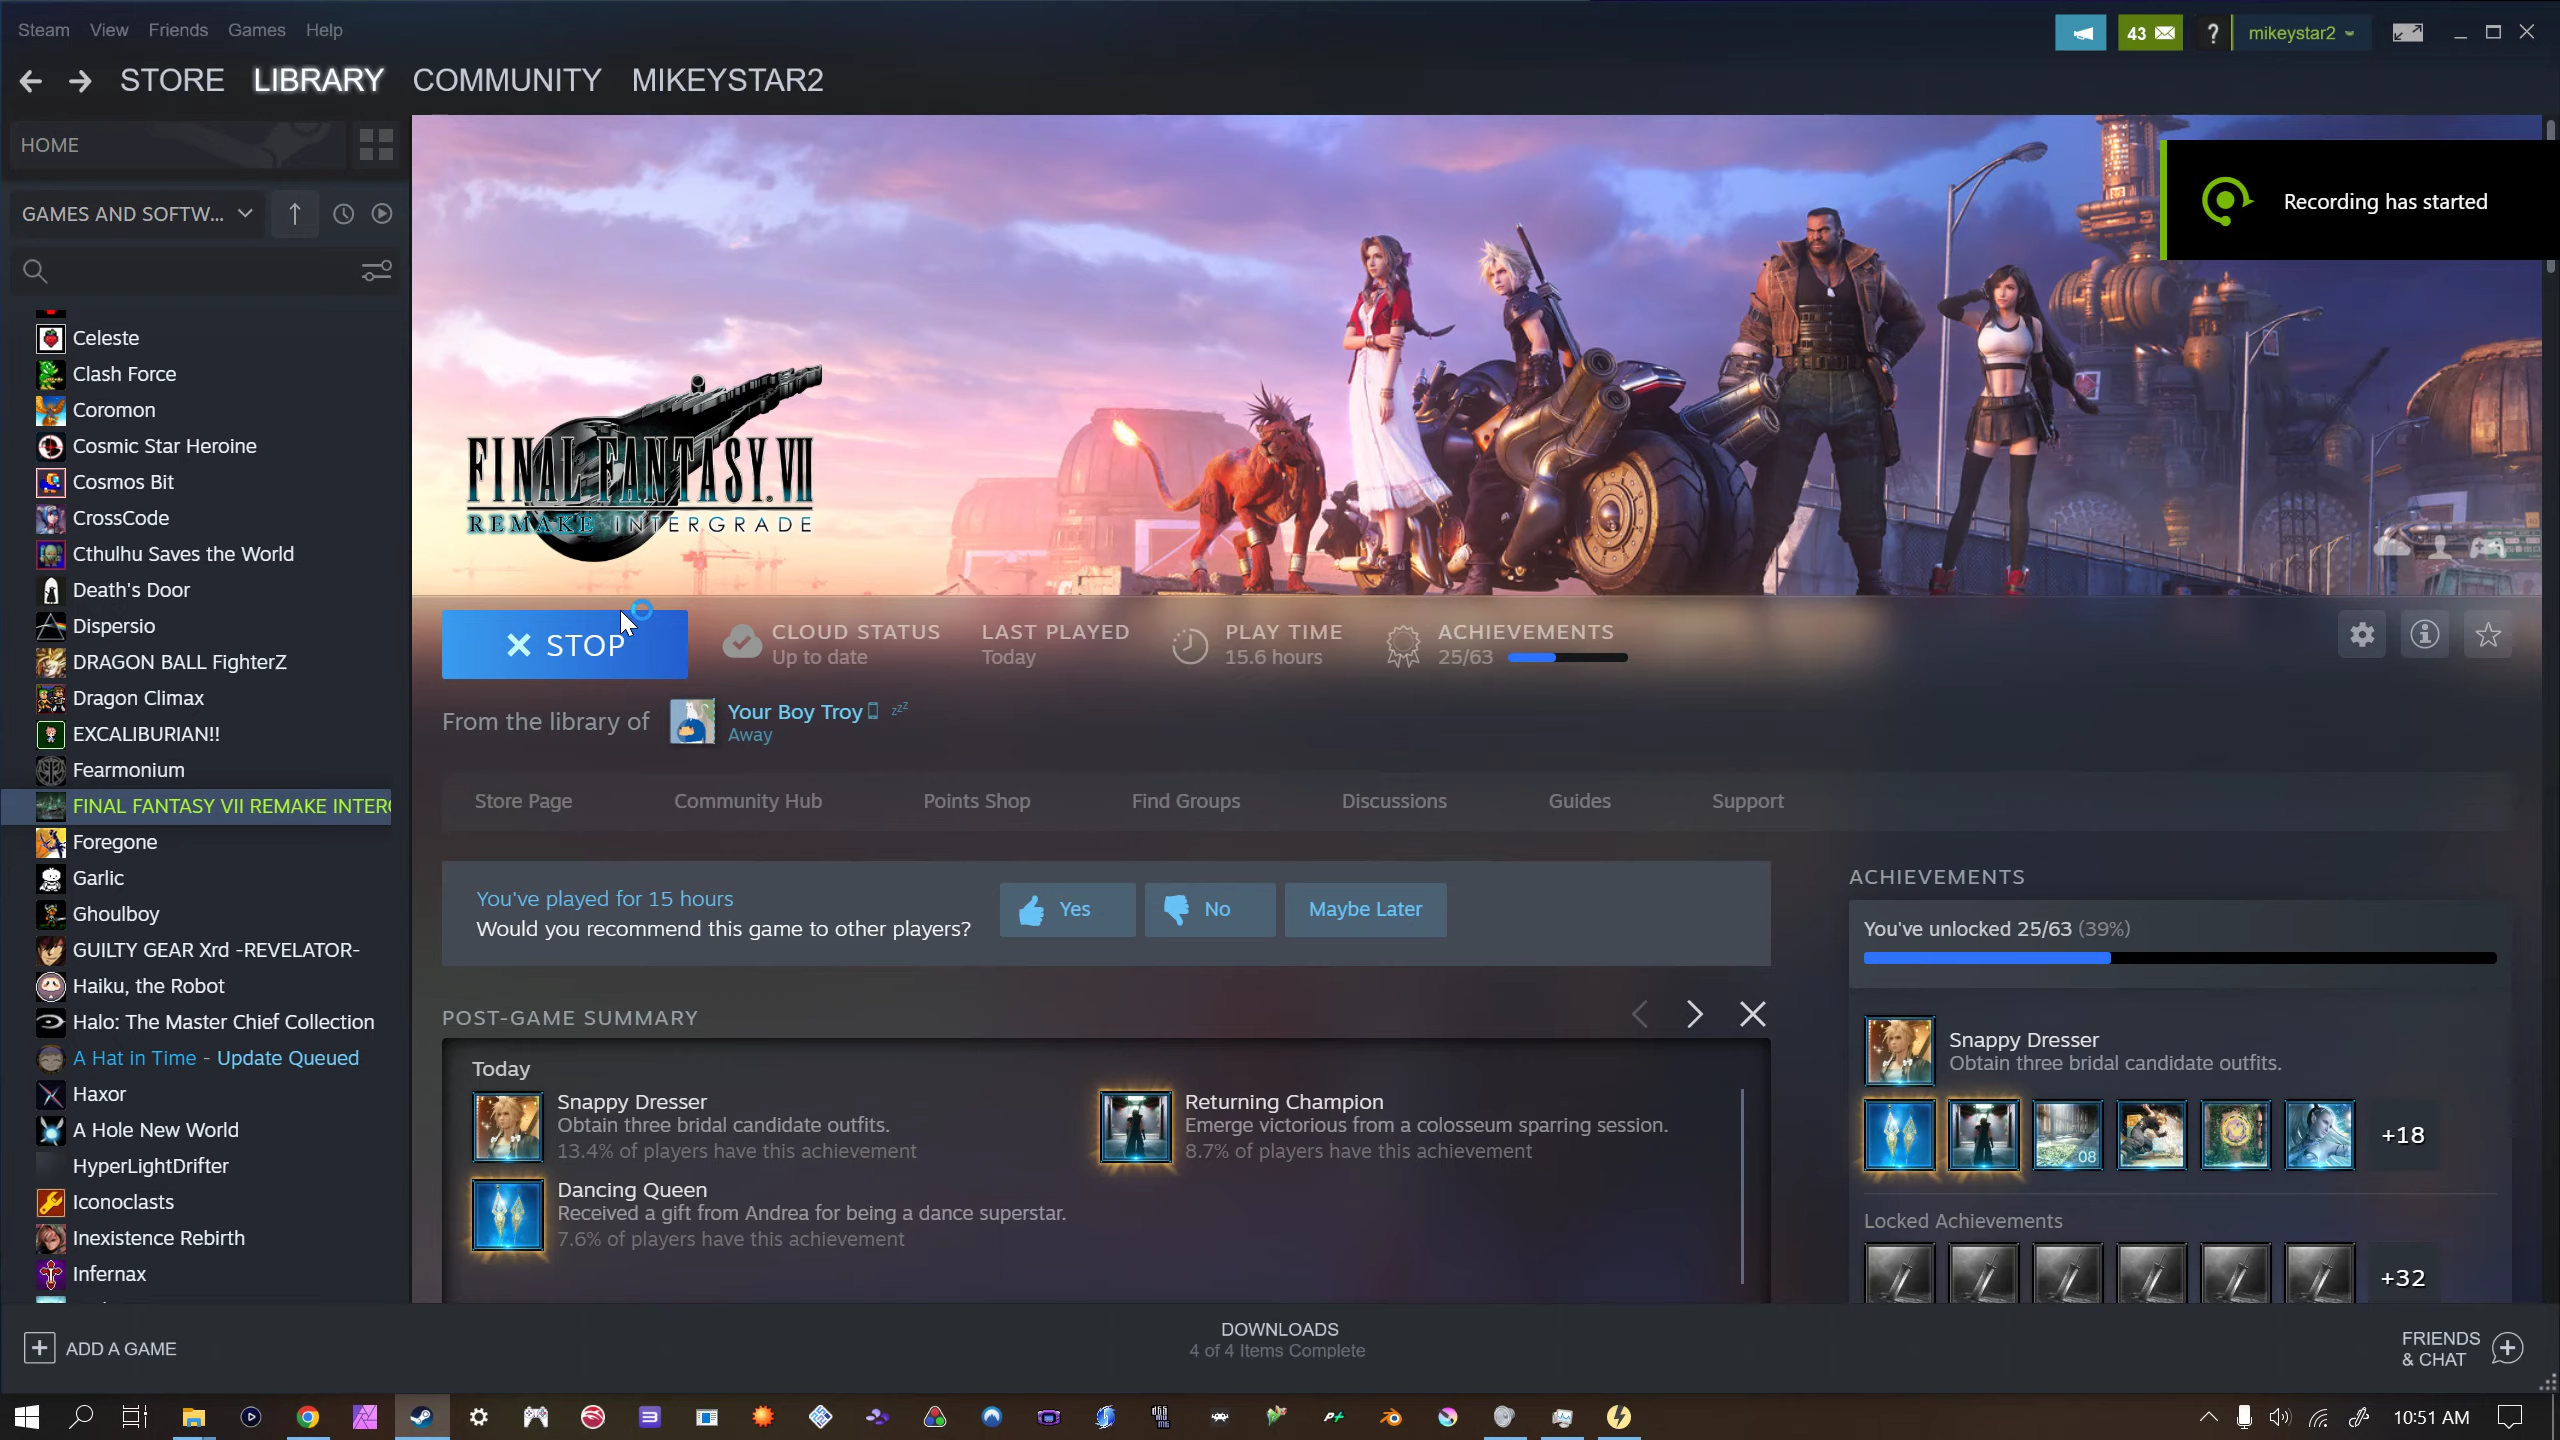 Steam View Friends Games Help
43 ? mikeystar2
STORE LIBRARY COMMUNITY MIKEYSTAR2
HOME
GAMES AND SOFTW...
Recording has started
Celeste
Clash Force
Coromon
Cosmic Star Heroine
Cosmos Bit
CrossCode
Cthulhu Saves the World
Death's Door
Dispersio
DRAGON BALL FighterZ
Dragon Climax
EXCALIBURIAN!!
Fearmonium
FINAL FANTASY VII REMAKE INTER
Foregone
Garlic
Ghoulboy
GUILTY GEAR Xrd -REVELATOR-
Haiku, the Robot
Halo: The Master Chief Collection
A Hat in Time - Update Queued
Haxor
A Hole New World
HyperLightDrifter
Iconoclasts
Inexistence Rebirth
Infernax
FINAL FANTASY VII
REMAKE INTERGRADE
STOP
CLOUD STATUS
Up to date
LAST PLAYED
Today
PLAY TIME
15.6 hours
ACHIEVEMENTS
25/63
From the library of
Your Boy Troy zzz
Away
Store Page Community Hub Points Shop Find Groups Discussions Guides Support
You've played for 15 hours
Would you recommend this game to other players?
Yes No Maybe Later
POST-GAME SUMMARY
Today
Snappy Dresser
Obtain three bridal candidate outfits.
13.4% of players have this achievement
Returning Champion
Emerge victorious from a colosseum sparring session.
8.7% of players have this achievement
Dancing Queen
Received a gift from Andrea for being a dance superstar.
7.6% of players have this achievement
ACHIEVEMENTS
You've unlocked 25/63 (39%)
Snappy Dresser
Obtain three bridal candidate outfits.
08
+18
Locked Achievements
+32
ADD A GAME
DOWNLOADS
4 of 4 Items Complete
FRIENDS
& CHAT
10:51 AM